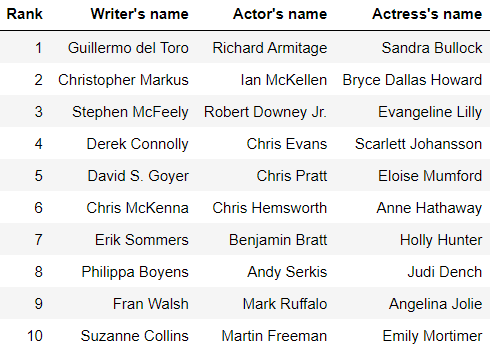 Rank Writer's name Actor's name Actress's name
1 Guillermo del Toro Richard Armitage Sandra Bullock
2 Christopher Markus Ian McKellen Bryce Dallas Howard
3 Stephen McFeely Robert Downey Jr. Evangeline Lilly
4 Derek Connolly Chris Evans Scarlett Johansson
5 David S. Goyer Chris Pratt Eloise Mumford
6 Chris McKenna Chris Hemsworth Anne Hathaway
7 Erik Sommers Benjamin Bratt Holly Hunter
8 Philippa Boyens Andy Serkis Judi Dench
9 Fran Walsh Mark Ruffalo Angelina Jolie
10 Suzanne Collins Martin Freeman Emily Mortimer